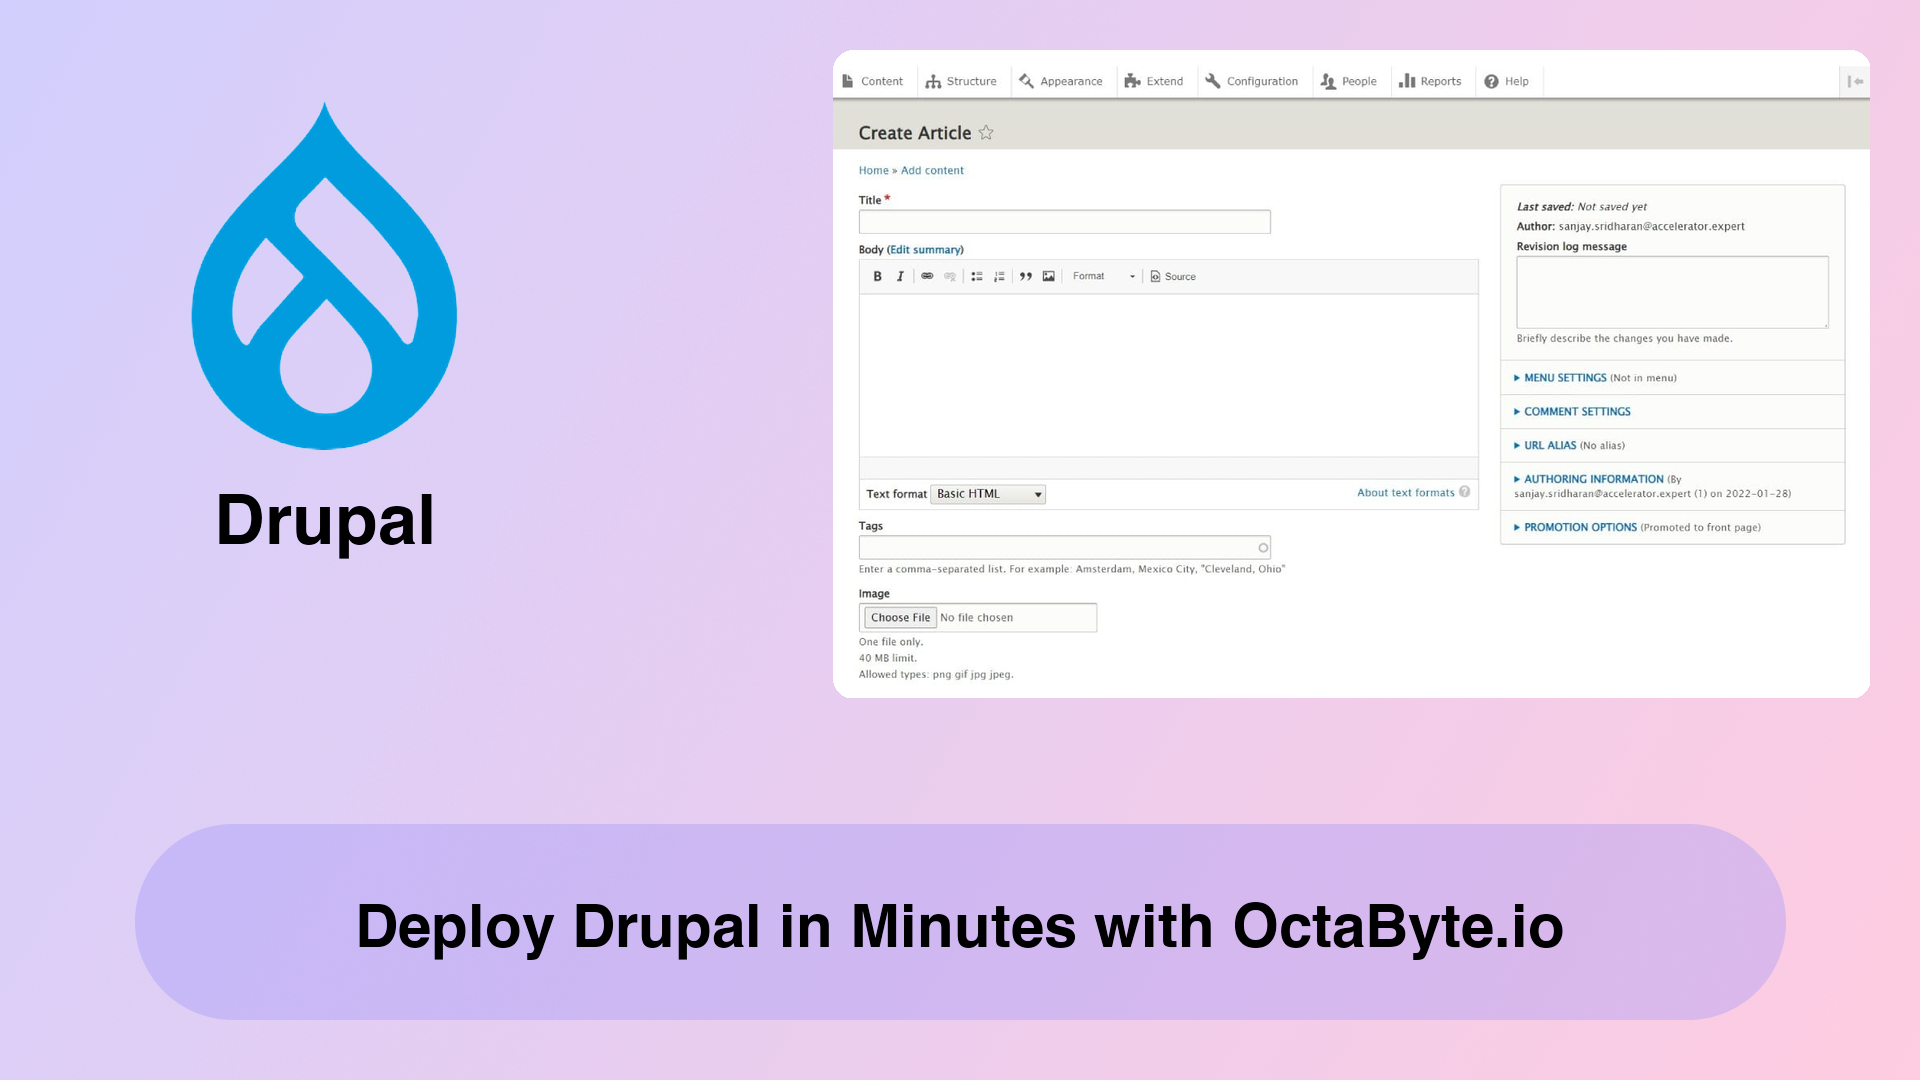 Drupal
Content Structure Appearance Extend Configuration People Reports Help
Create Article
Home » Add content
Title *
Body (Edit summary)
B I Format Source
Text format Basic HTML About text formats ?
Tags
Enter a comma-separated list. For example: Amsterdam, Mexico City, "Cleveland, Ohio"
Image
Choose File No file chosen
One file only.
40 MB limit.
Allowed types: png gif jpg jpeg.
Last saved: Not saved yet
Author: sanjay.sridharan@accelerator.expert
Revision log message
Briefly describe the changes you have made.
MENU SETTINGS (Not in menu)
COMMENT SETTINGS
URL ALIAS (No alias)
AUTHORING INFORMATION (By
sanjay.sridharan@accelerator.expert (1) on 2022-01-28)
PROMOTION OPTIONS (Promoted to front page)
Deploy Drupal in Minutes with OctaByte.io